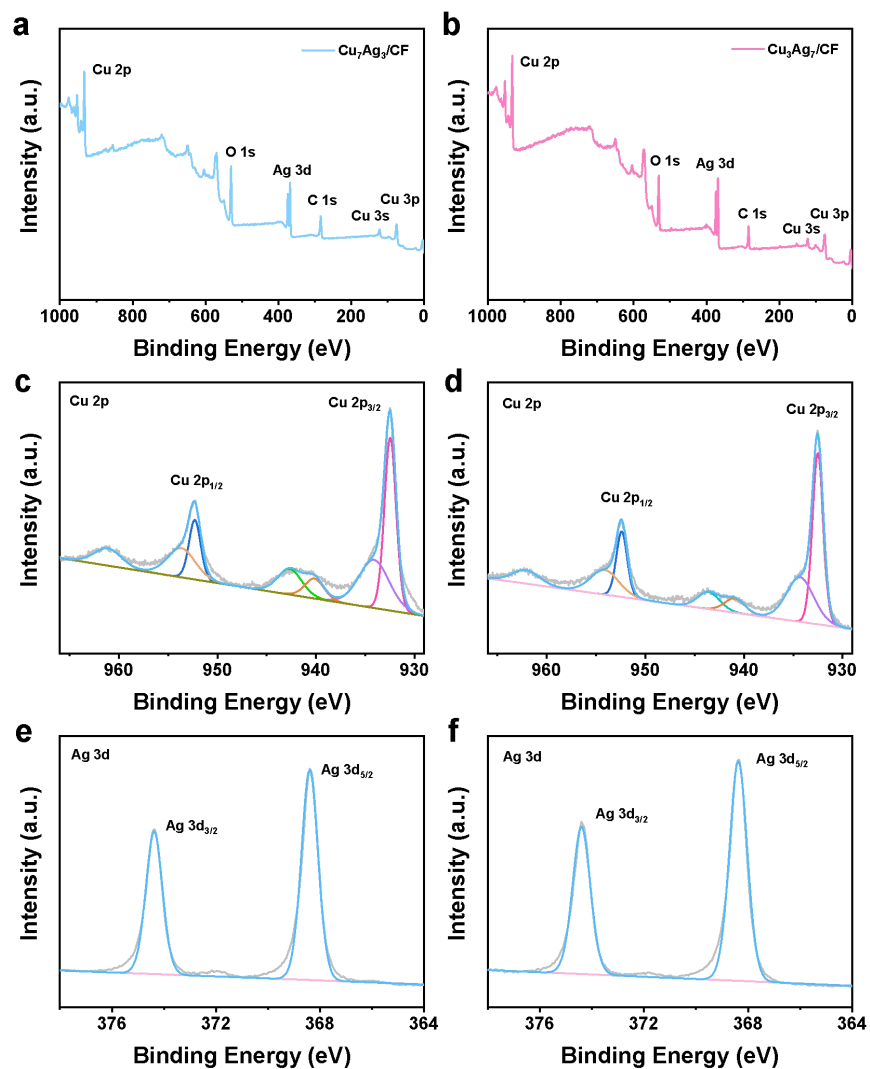 a
Cu₇Ag₃/CF
Cu 2p
O 1s
Ag 3d
C 1s
Cu 3s
Cu 3p
Intensity (a.u.)
1000 800 600 400 200 0
Binding Energy (eV)
b
Cu₃Ag₇/CF
Cu 2p
O 1s
Ag 3d
C 1s
Cu 3s
Cu 3p
Intensity (a.u.)
1000 800 600 400 200 0
Binding Energy (eV)
c
Cu 2p
Cu 2p₃/₂
Cu 2p₁/₂
Intensity (a.u.)
960 950 940 930
Binding Energy (eV)
d
Cu 2p
Cu 2p₃/₂
Cu 2p₁/₂
Intensity (a.u.)
960 950 940 930
Binding Energy (eV)
e
Ag 3d
Ag 3d₅/₂
Ag 3d₃/₂
Intensity (a.u.)
376 372 368 364
Binding Energy (eV)
f
Ag 3d
Ag 3d₅/₂
Ag 3d₃/₂
Intensity (a.u.)
376 372 368 364
Binding Energy (eV)